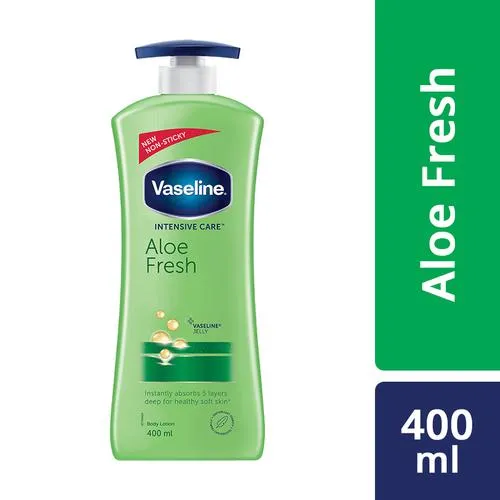 NEW
NON-STICKY
Vaseline.
INTENSIVE CARE™
Aloe
Fresh
VASELINE®
JELLY
Instantly absorbs 5 layers
deep for healthy soft skin*
Body Lotion
400 ml
Aloe Fresh
400
ml